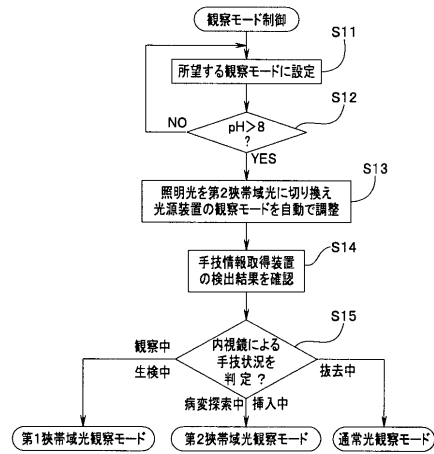 観察モード制御
S11
所望する観察モードに設定
S12
NO
pH>8
?
YES
S13
照明光を第2狭帯域光に切り換え
光源装置の観察モードを自動で調整
S14
手技情報取得装置
の検出結果を確認
S15
観察中
生検中
内視鏡による
手技状況を
判定?
抜去中
病変探索中
挿入中
第1狭帯域光観察モード
第2狭帯域光観察モード
通常光観察モード